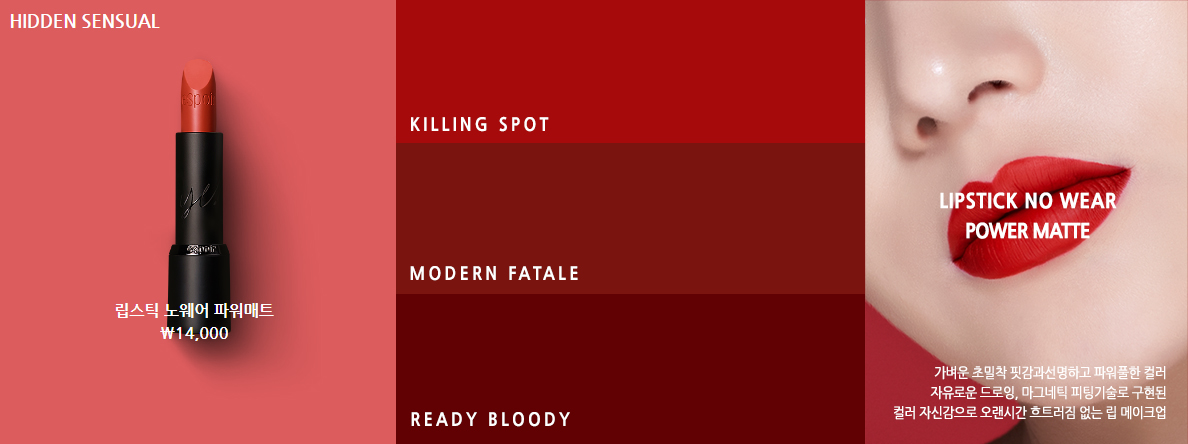 HIDDEN SENSUAL
espoir
립스틱 노웨어 파워매트
₩14,000
KILLING SPOT
MODERN FATALE
READY BLOODY
LIPSTICK NO WEAR
POWER MATTE
가벼운 초밀착 핏감과선명하고 파워풀한 컬러
자유로운 드로잉, 마그네틱 피팅기술로 구현된
컬러 자신감으로 오랜시간 흐트러짐 없는 립 메이크업